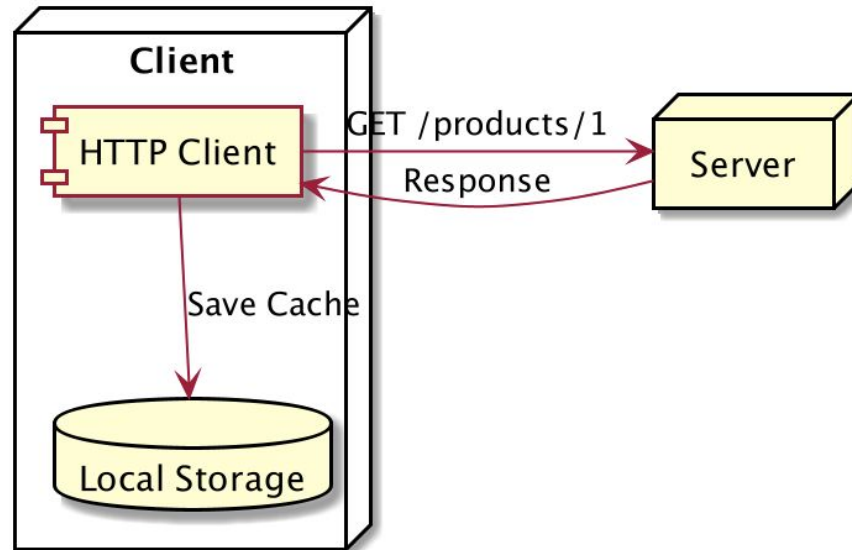 Client
HTTP Client
GET /products/1
Server
Response
Save Cache
Local Storage